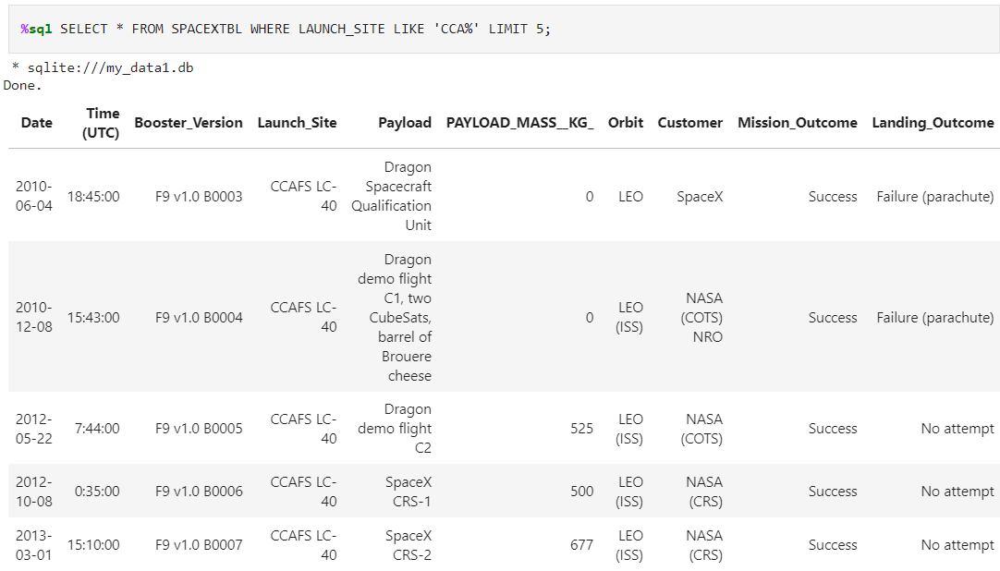 %sql SELECT * FROM SPACEXTBL WHERE LAUNCH_SITE LIKE 'CCA%' LIMIT 5;
* sqlite:///my_data1.db
Done.
Date Time (UTC) Booster_Version Launch_Site Payload PAYLOAD_MASS__KG_ Orbit Customer Mission_Outcome Landing_Outcome
2010-06-04 18:45:00 F9 v1.0 B0003 CCAFS LC-40 Dragon Spacecraft Qualification Unit 0 LEO SpaceX Success Failure (parachute)
2010-12-08 15:43:00 F9 v1.0 B0004 CCAFS LC-40 Dragon demo flight C1, two CubeSats, barrel of Brouere cheese 0 LEO (ISS) NASA (COTS) NRO Success Failure (parachute)
2012-05-22 7:44:00 F9 v1.0 B0005 CCAFS LC-40 Dragon demo flight C2 525 LEO (ISS) NASA (COTS) Success No attempt
2012-10-08 0:35:00 F9 v1.0 B0006 CCAFS LC-40 SpaceX CRS-1 500 LEO (ISS) NASA (CRS) Success No attempt
2013-03-01 15:10:00 F9 v1.0 B0007 CCAFS LC-40 SpaceX CRS-2 677 LEO (ISS) NASA (CRS) Success No attempt